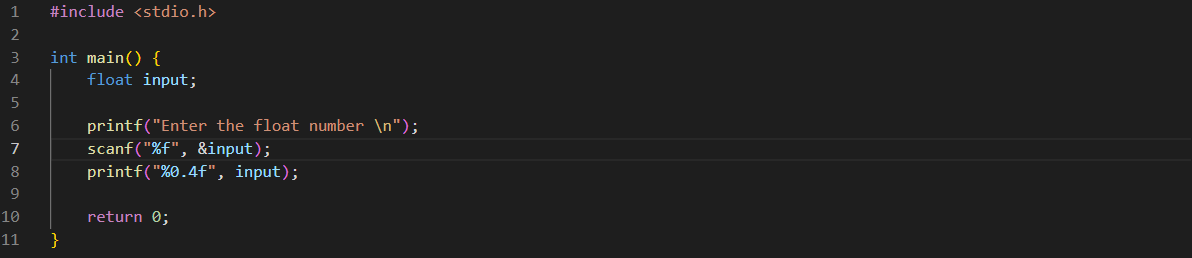 1 #include <stdio.h>
2
3 int main() {
4     float input;
5
6     printf("Enter the float number \n");
7     scanf("%f", &input);
8     printf("%0.4f", input);
9
10     return 0;
11 }